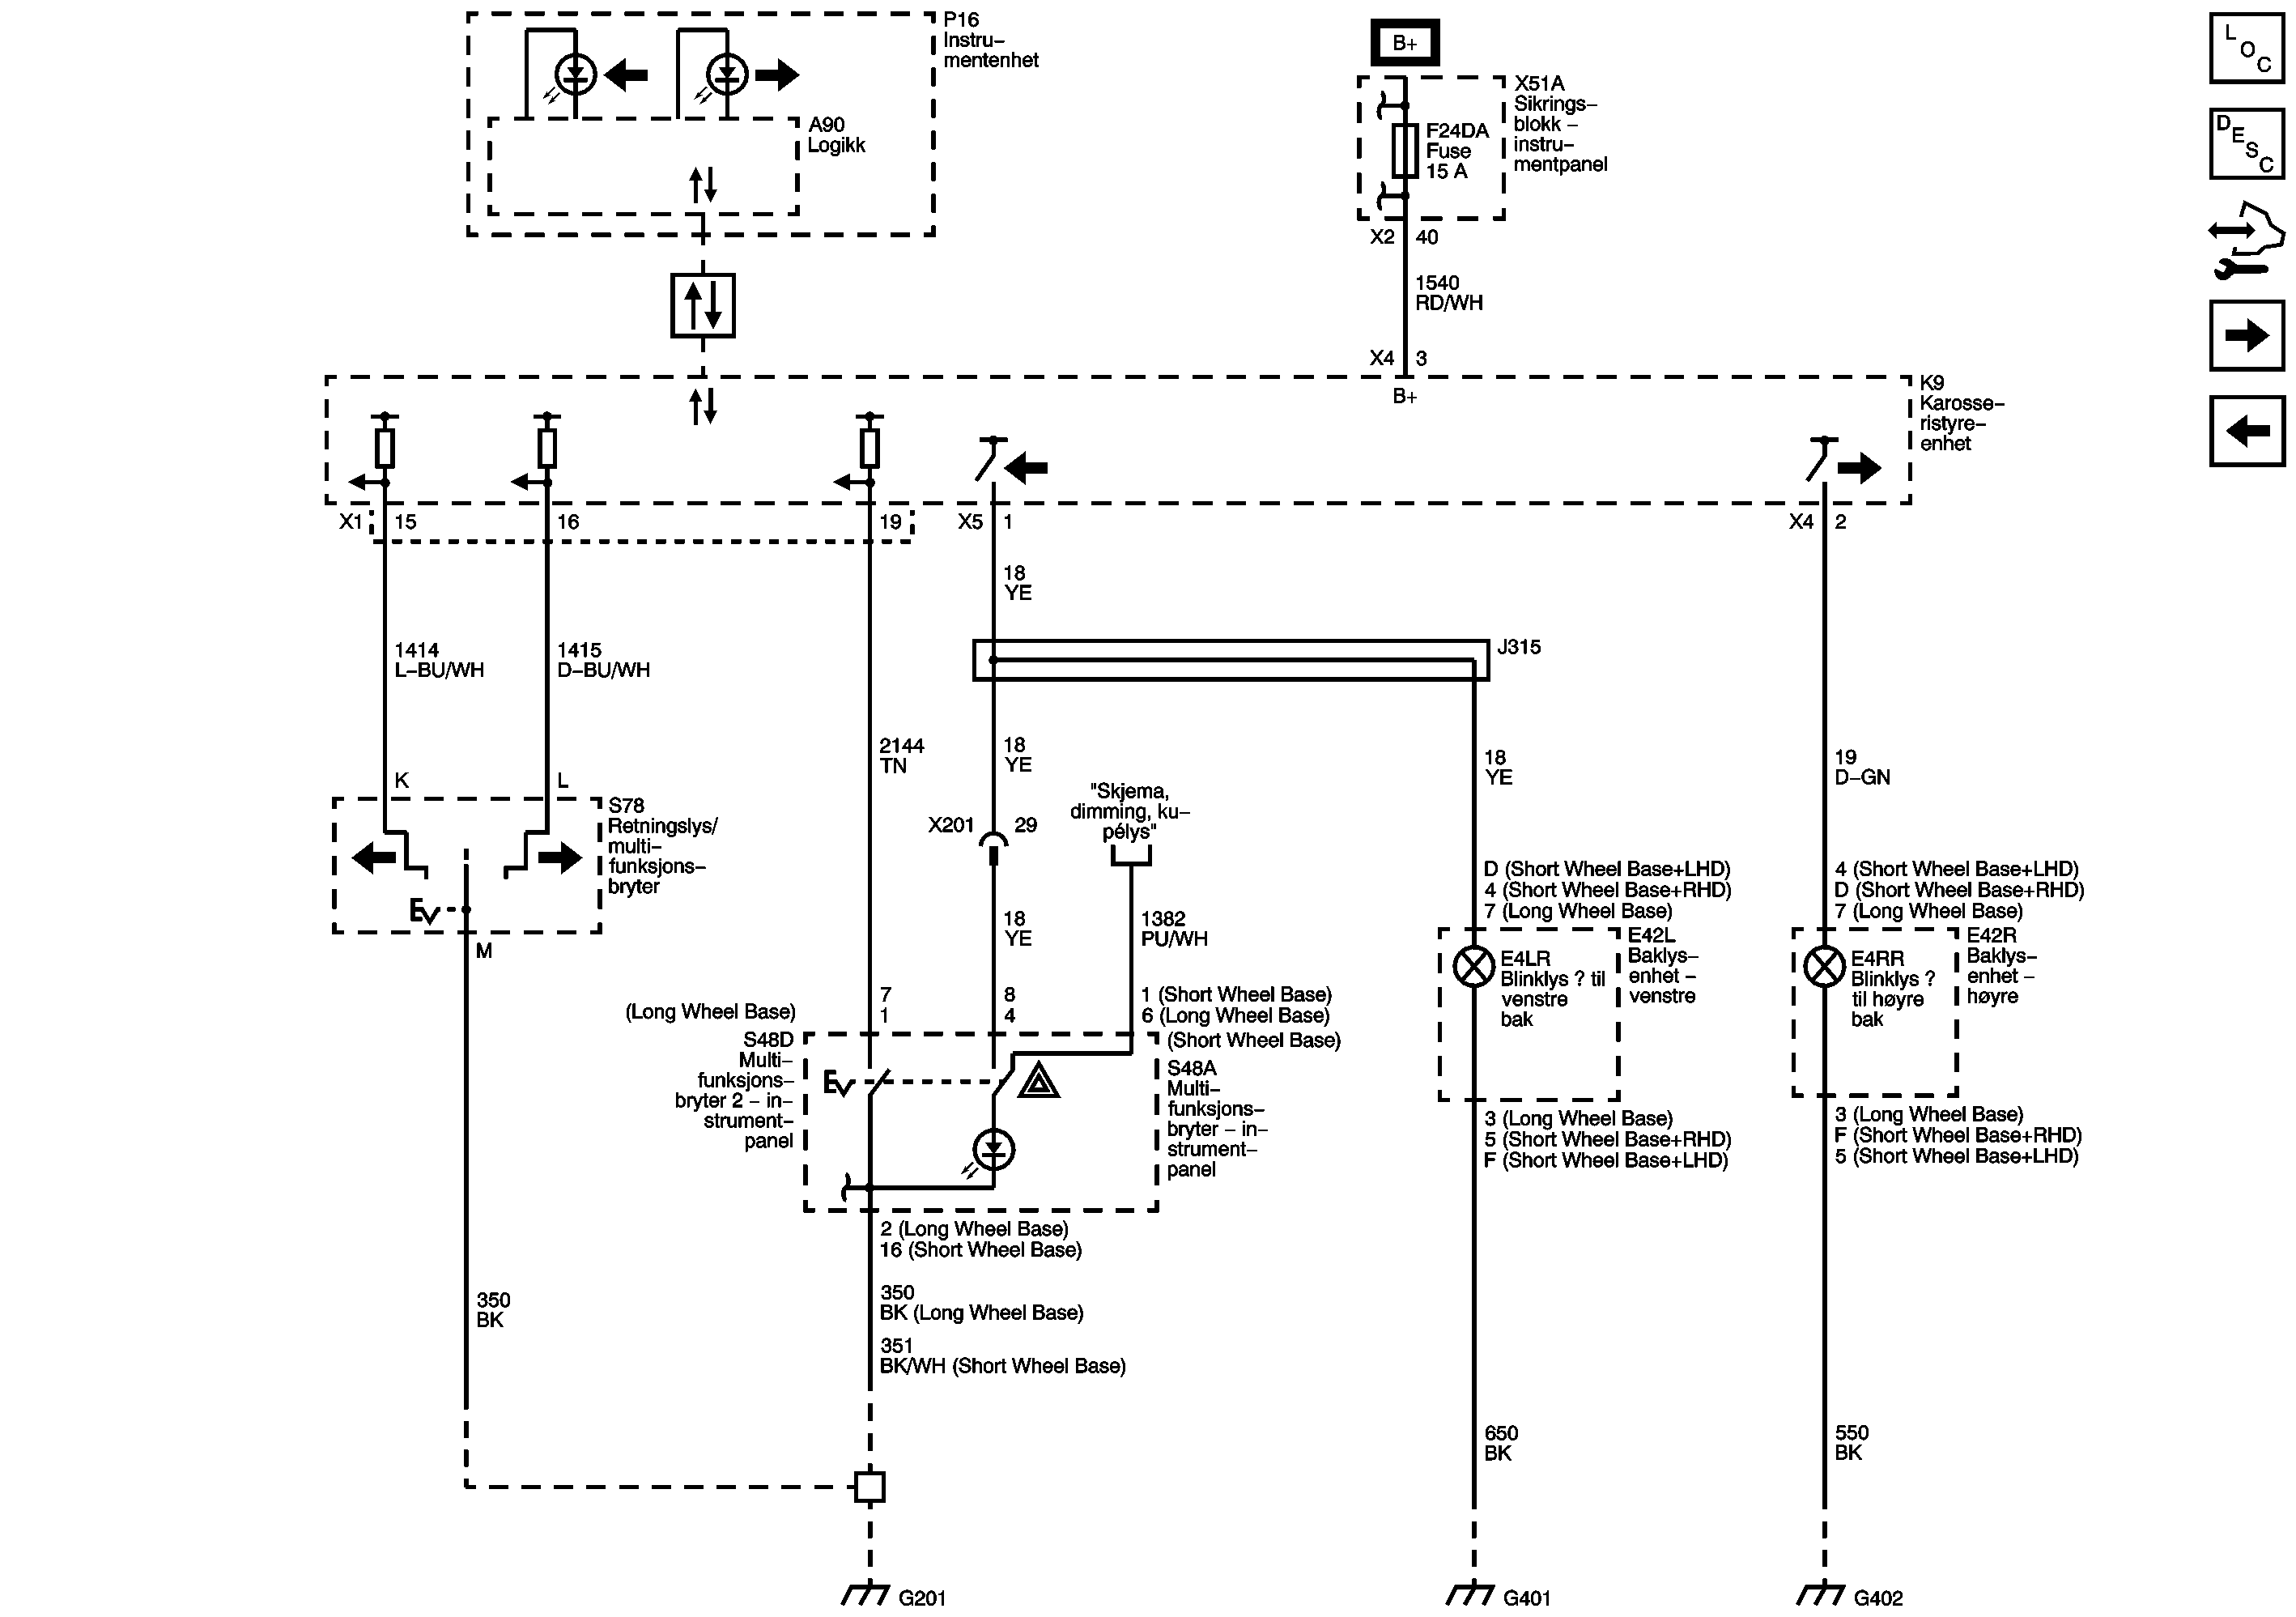 P16
Instru–
mentenhet
A90
Logikk
B+
X51A
Sikrings–
blokk –
instru–
mentpanel
F24DA
Fuse
15 A
X2 40
1540
RD/WH
X4 3
B+
K9
Karosse–
ristyre–
enhet
L
O
C
D
E
S
C
X1 15
16
19
X5 1
X4 2
18
YE
J315
1414
L–BU/WH
1415
D–BU/WH
2144
TN
18
YE
18
YE
19
D–GN
K
L
S78
Retningslys/
multi–
funksjons–
bryter
M
X201 29
"Skjema,
dimming, ku–
pélys"
18
YE
1382
PU/WH
D (Short Wheel Base+LHD)
4 (Short Wheel Base+RHD)
7 (Long Wheel Base)
4 (Short Wheel Base+LHD)
D (Short Wheel Base+RHD)
7 (Long Wheel Base)
E4LR
Blinklys ? til
venstre
bak
E42L
Baklys–
enhet –
venstre
E4RR
Blinklys ?
til høyre
bak
E42R
Baklys–
enhet –
høyre
7
(Long Wheel Base) 1
8
4
1 (Short Wheel Base)
6 (Long Wheel Base)
S48D
Multi–
funksjons–
bryter 2 – in–
strument–
panel
(Short Wheel Base)
S48A
Multi–
funksjons–
bryter – in–
strument–
panel
3 (Long Wheel Base)
5 (Short Wheel Base+RHD)
F (Short Wheel Base+LHD)
3 (Long Wheel Base)
F (Short Wheel Base+RHD)
5 (Short Wheel Base+LHD)
2 (Long Wheel Base)
16 (Short Wheel Base)
350
BK
350
BK (Long Wheel Base)
351
BK/WH (Short Wheel Base)
650
BK
550
BK
G201
G401
G402